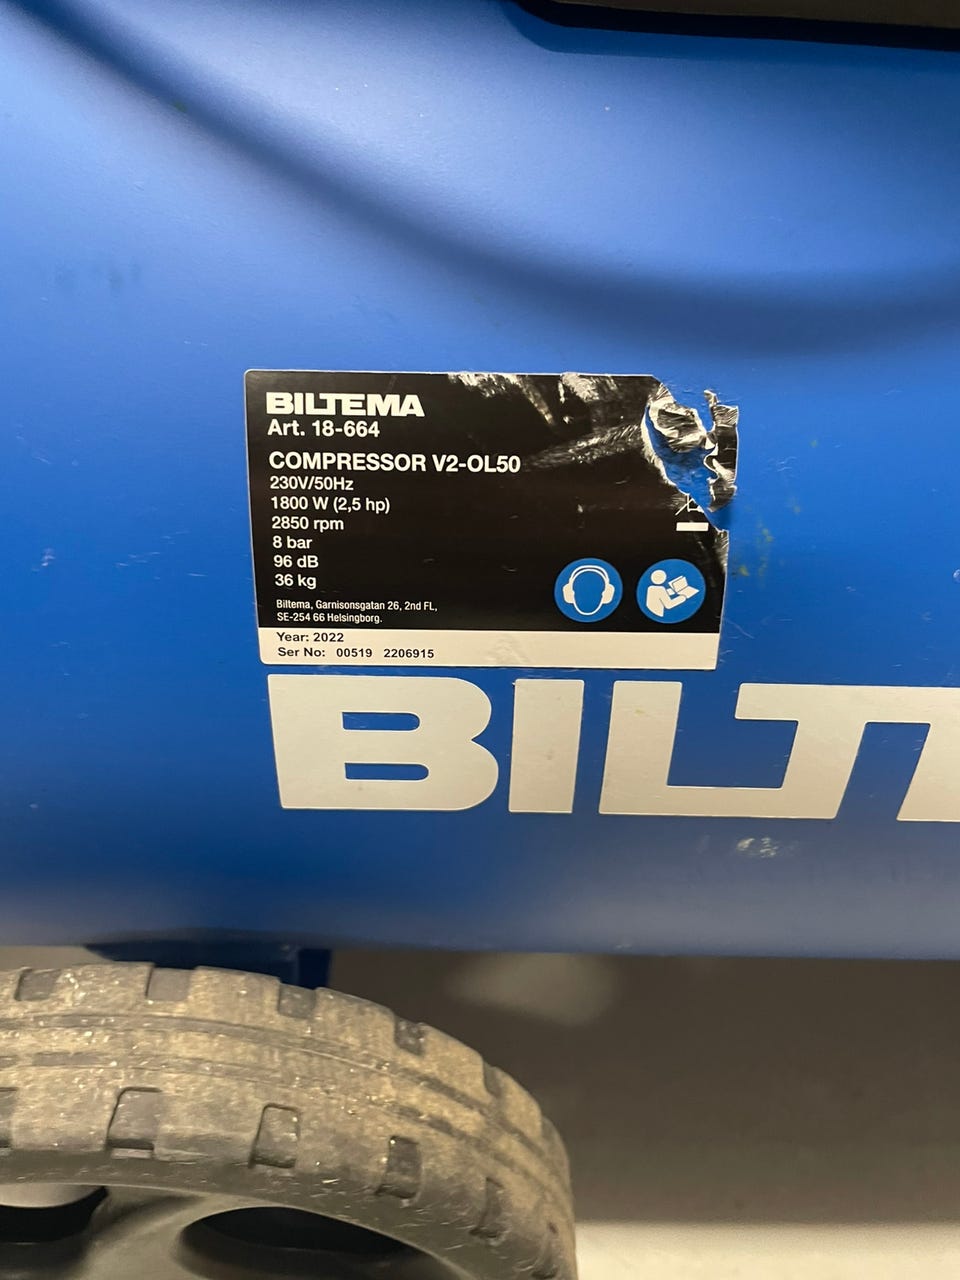 BILTEMA
Art. 18-664
COMPRESSOR V2-OL50
230V/50Hz
1800 W (2,5 hp)
2850 rpm
8 bar
96 dB
36 kg
Biltema, Garnisonsgatan 26, 2nd FL,
SE-254 66 Helsingborg.
Year: 2022
Ser No: 00519 2206915
BILT